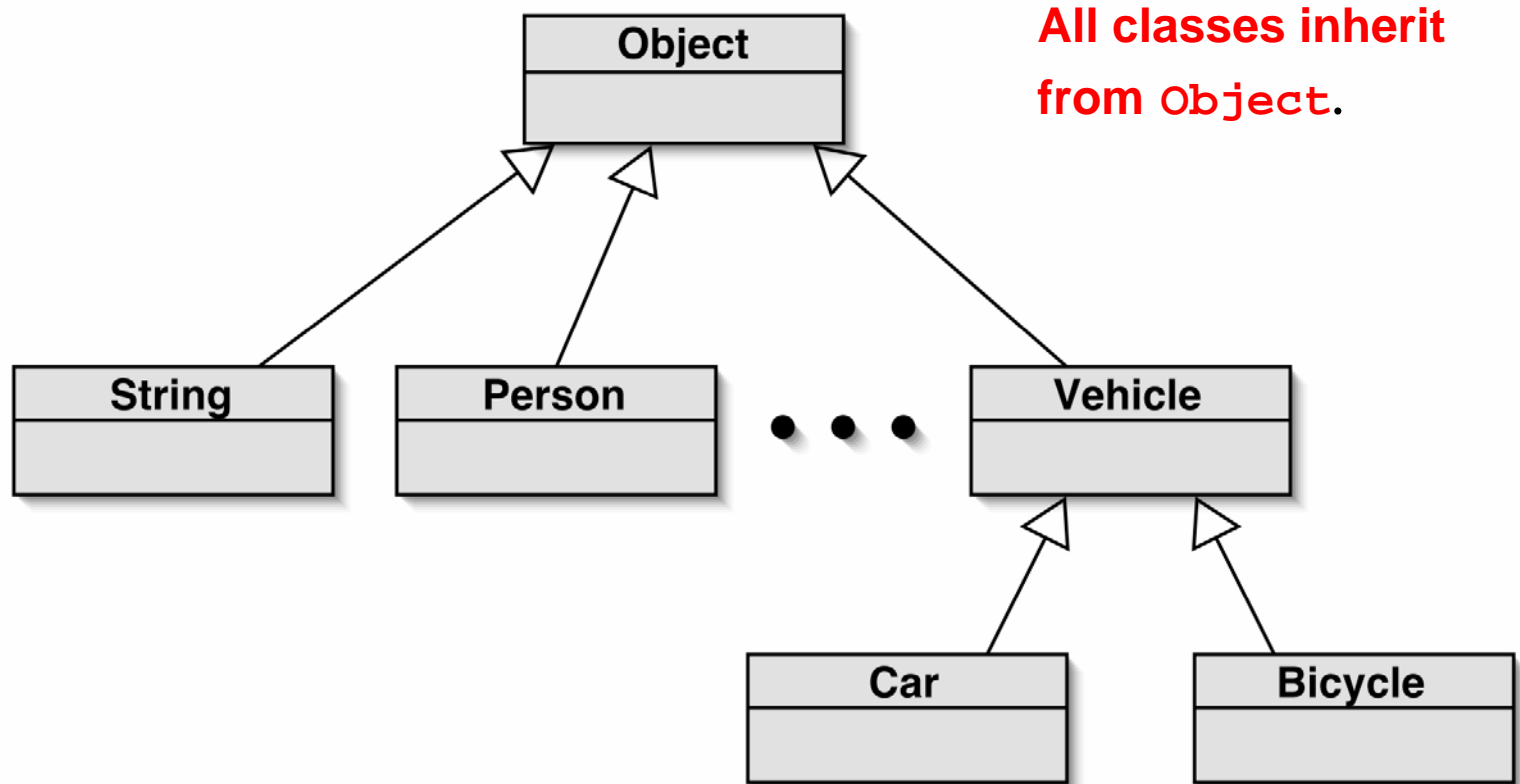 Object
All classes inherit
from Object.
String
Person
Vehicle
Car
Bicycle